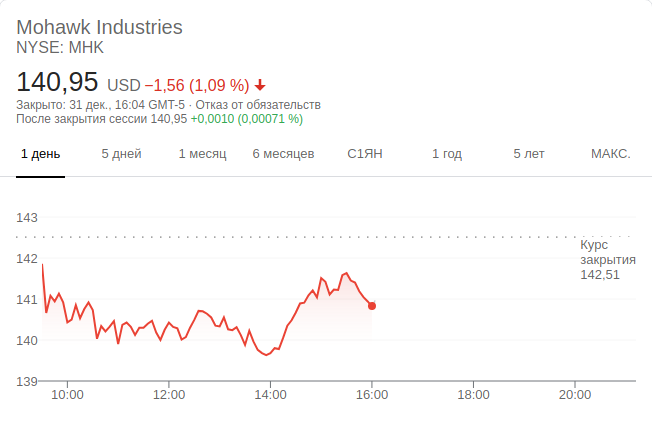 Mohawk Industries
NYSE: MHK
140,95 USD −1,56 (1,09 %)
Закрыто: 31 дек., 16:04 GMT-5 · Отказ от обязательств
После закрытия сессии 140,95 +0,0010 (0,00071 %)
1 день 5 дней 1 месяц 6 месяцев С1ЯН 1 год 5 лет МАКС.
143
Курс
закрытия
142,51
142
141
140
139
10:00 12:00 14:00 16:00 18:00 20:00